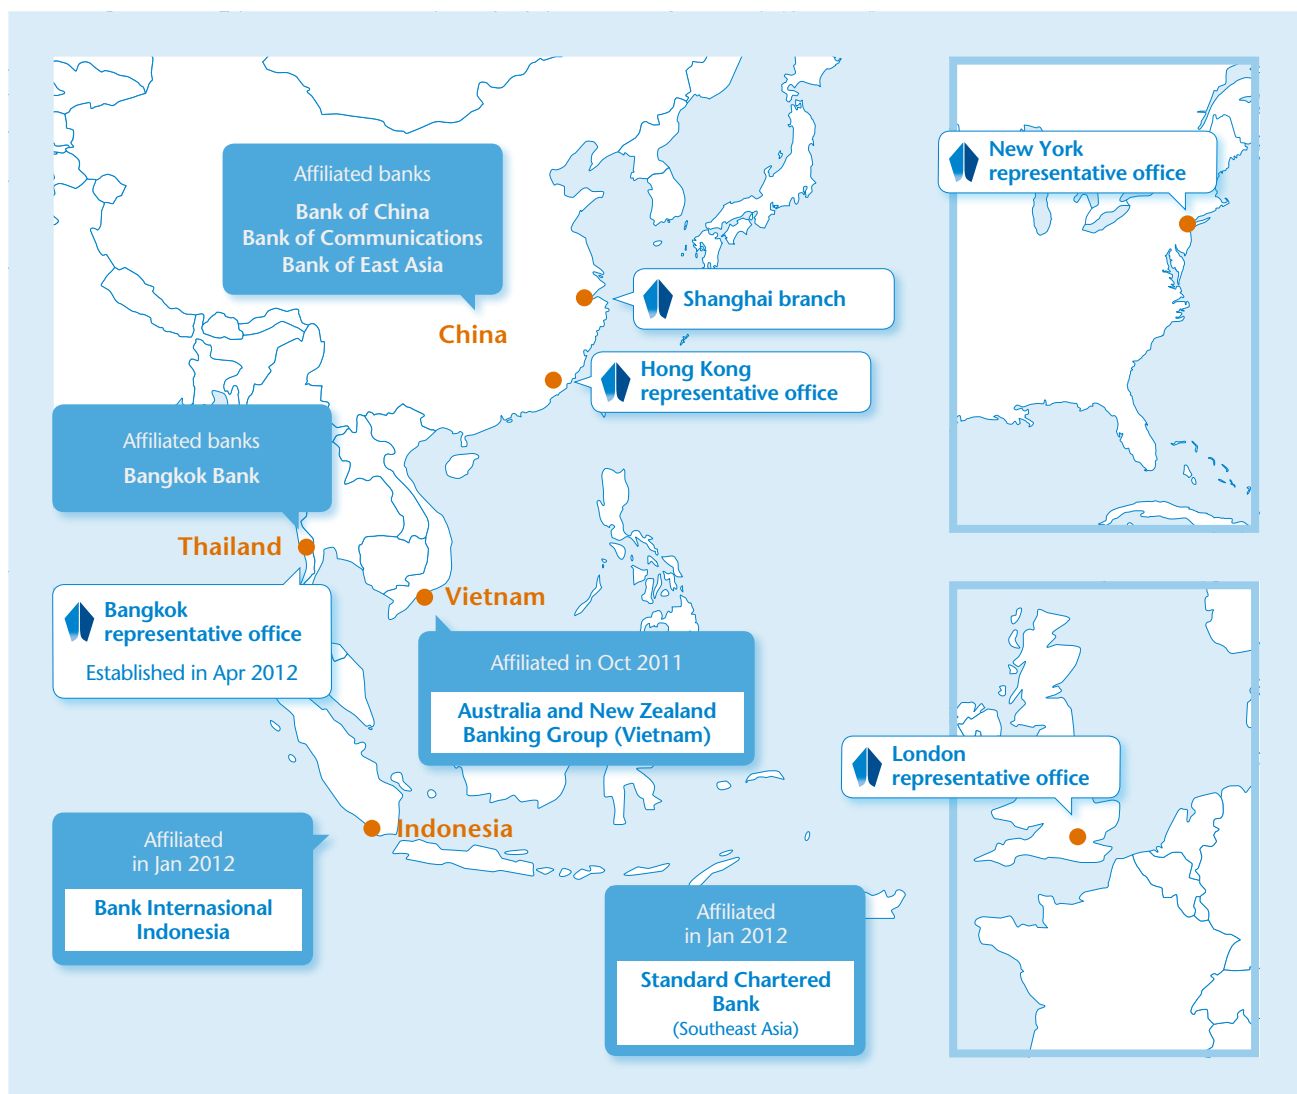 Affiliated banks
Bank of China
Bank of Communications
Bank of East Asia
China
Shanghai branch
Hong Kong
representative office
New York
representative office
Affiliated banks
Bangkok Bank
Thailand
Bangkok
representative office
Established in Apr 2012
Vietnam
Affiliated in Oct 2011
Australia and New Zealand
Banking Group (Vietnam)
London
representative office
Indonesia
Affiliated
in Jan 2012
Bank Internasional
Indonesia
Affiliated
in Jan 2012
Standard Chartered
Bank
(Southeast Asia)